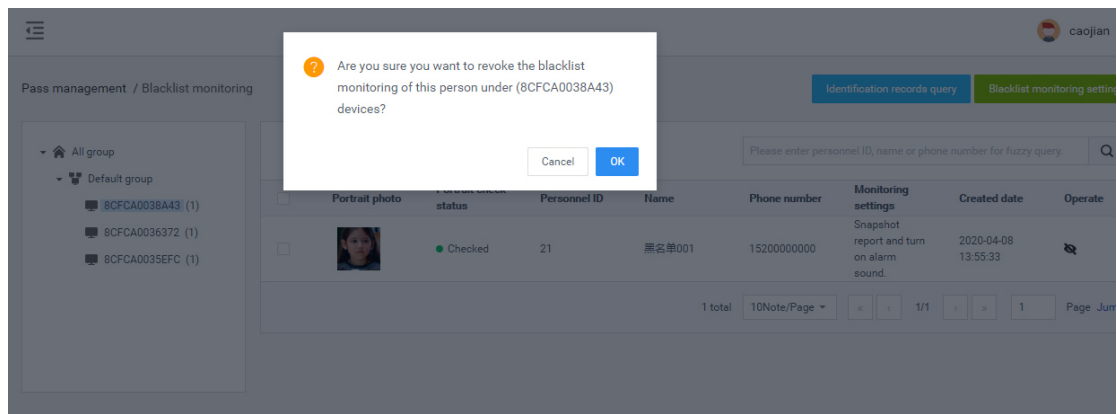 caojian
Are you sure you want to revoke the blacklist
monitoring of this person under (8CFCA0038A43)
devices?
Cancel
OK
Pass management / Blacklist monitoring
Identification records query
Blacklist monitoring setting
All group
Default group
8CFCA0038A43 (1)
8CFCA0036372 (1)
8CFCA0035EFC (1)
Please enter personnel ID, name or phone number for fuzzy query.
Portrait photo
Portrait check
status
Personnel ID
Name
Phone number
Monitoring
settings
Created date
Operate
Checked
21
黑名单001
15200000000
Snapshot
report and turn
on alarm
sound.
2020-04-08
13:55:33
1 total
10Note/Page
1/1
1
Page Jum